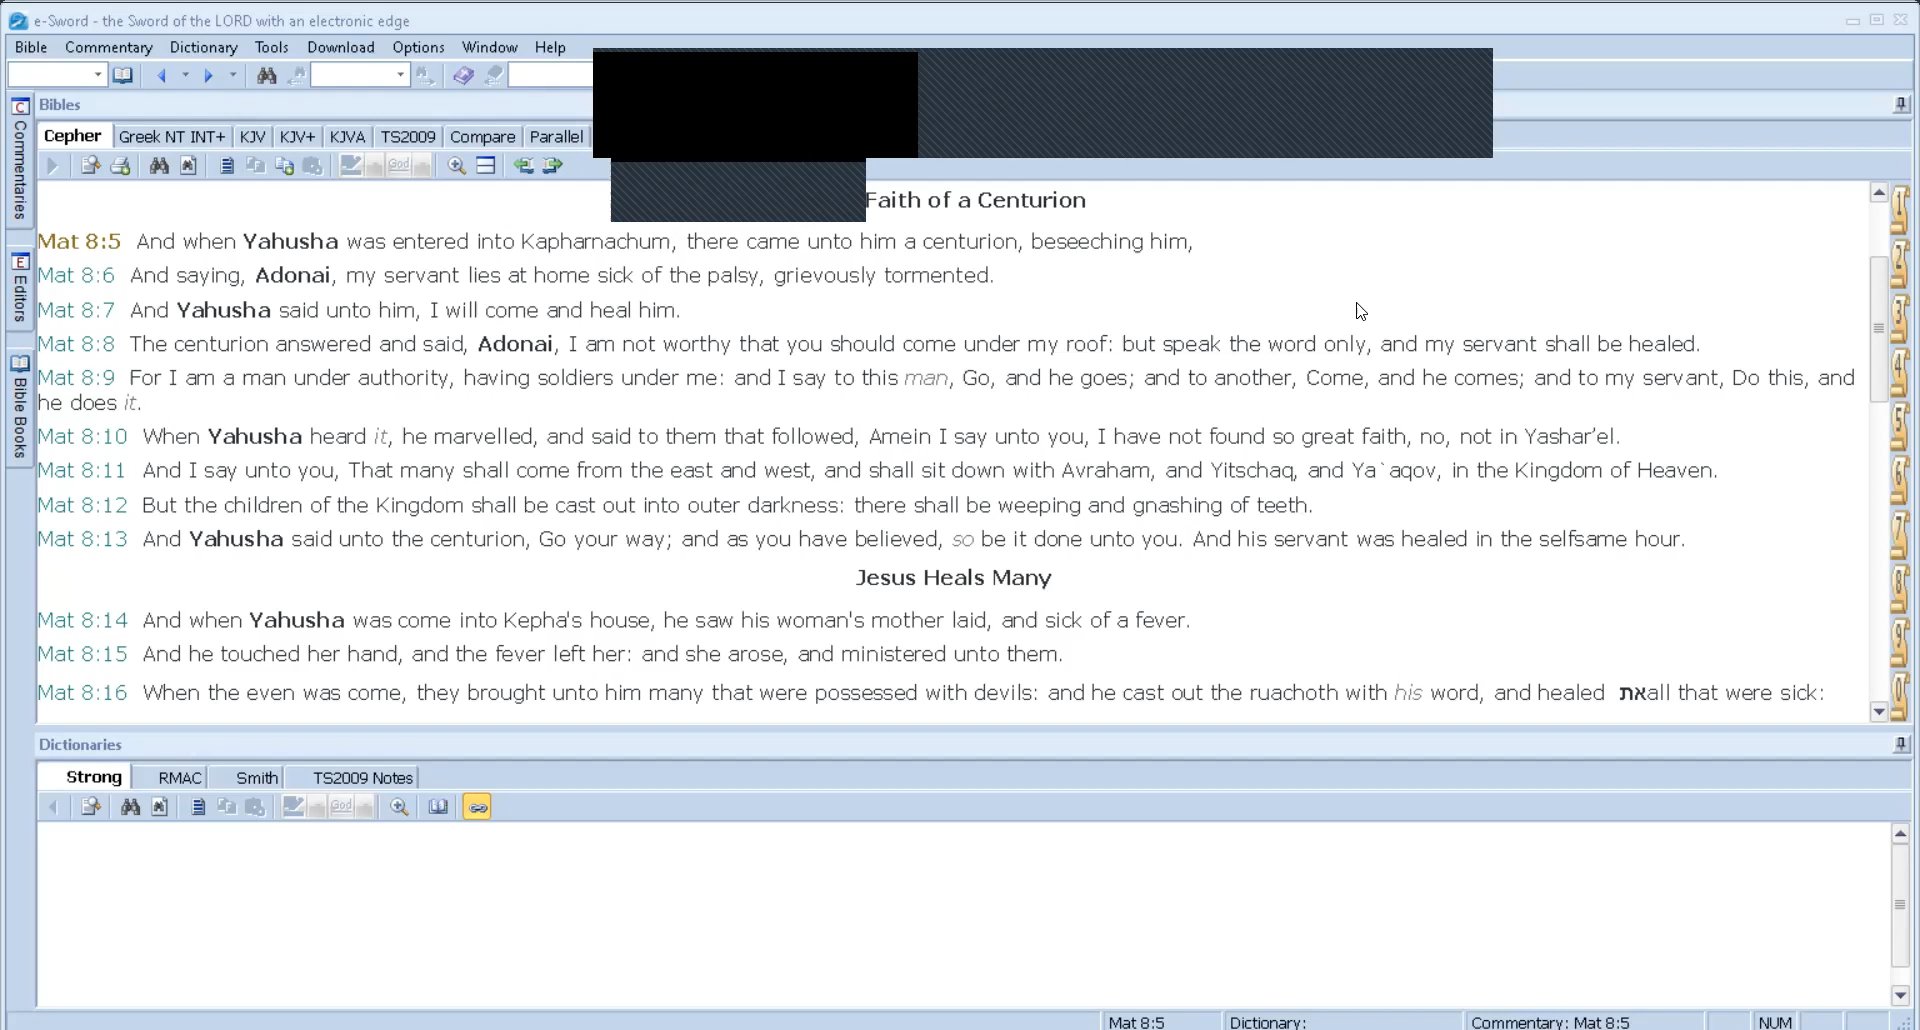 e-Sword - the Sword of the LORD with an electronic edge
Bible Commentary Dictionary Tools Download Options Window Help
Bibles
Cepher Greek NT INT+ KJV KJV+ KJVA TS2009 Compare Parallel
God
C Commentaries
E Editors
Bible Books
Faith of a Centurion
Mat 8:5 And when Yahusha was entered into Kapharnachum, there came unto him a centurion, beseeching him,
Mat 8:6 And saying, Adonai, my servant lies at home sick of the palsy, grievously tormented.
Mat 8:7 And Yahusha said unto him, I will come and heal him.
Mat 8:8 The centurion answered and said, Adonai, I am not worthy that you should come under my roof: but speak the word only, and my servant shall be healed.
Mat 8:9 For I am a man under authority, having soldiers under me: and I say to this man, Go, and he goes; and to another, Come, and he comes; and to my servant, Do this, and
he does it.
Mat 8:10 When Yahusha heard it, he marvelled, and said to them that followed, Amein I say unto you, I have not found so great faith, no, not in Yashar’el.
Mat 8:11 And I say unto you, That many shall come from the east and west, and shall sit down with Avraham, and Yitschaq, and Ya`aqov, in the Kingdom of Heaven.
Mat 8:12 But the children of the Kingdom shall be cast out into outer darkness: there shall be weeping and gnashing of teeth.
Mat 8:13 And Yahusha said unto the centurion, Go your way; and as you have believed, so be it done unto you. And his servant was healed in the selfsame hour.
Jesus Heals Many
Mat 8:14 And when Yahusha was come into Kepha's house, he saw his woman's mother laid, and sick of a fever.
Mat 8:15 And he touched her hand, and the fever left her: and she arose, and ministered unto them.
Mat 8:16 When the even was come, they brought unto him many that were possessed with devils: and he cast out the ruachoth with his word, and healed את all that were sick:
1
2
3
4
5
6
7
8
9
0
Dictionaries
Strong RMAC Smith TS2009 Notes
God
Mat 8:5 Dictionary: Commentary: Mat 8:5 NUM